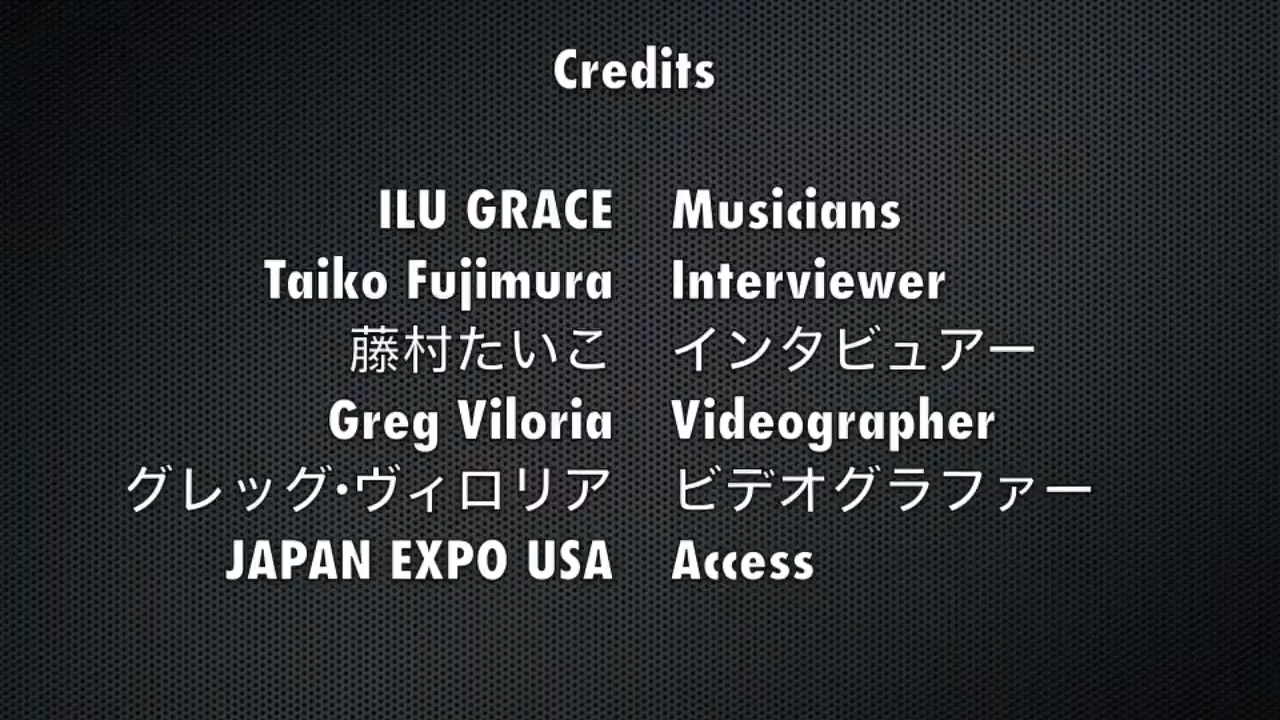 Credits
ILU GRACE Musicians
Taiko Fujimura Interviewer
藤村たいこ インタビュアー
Greg Viloria Videographer
グレッグ・ヴィロリア ビデオグラファー
JAPAN EXPO USA Access